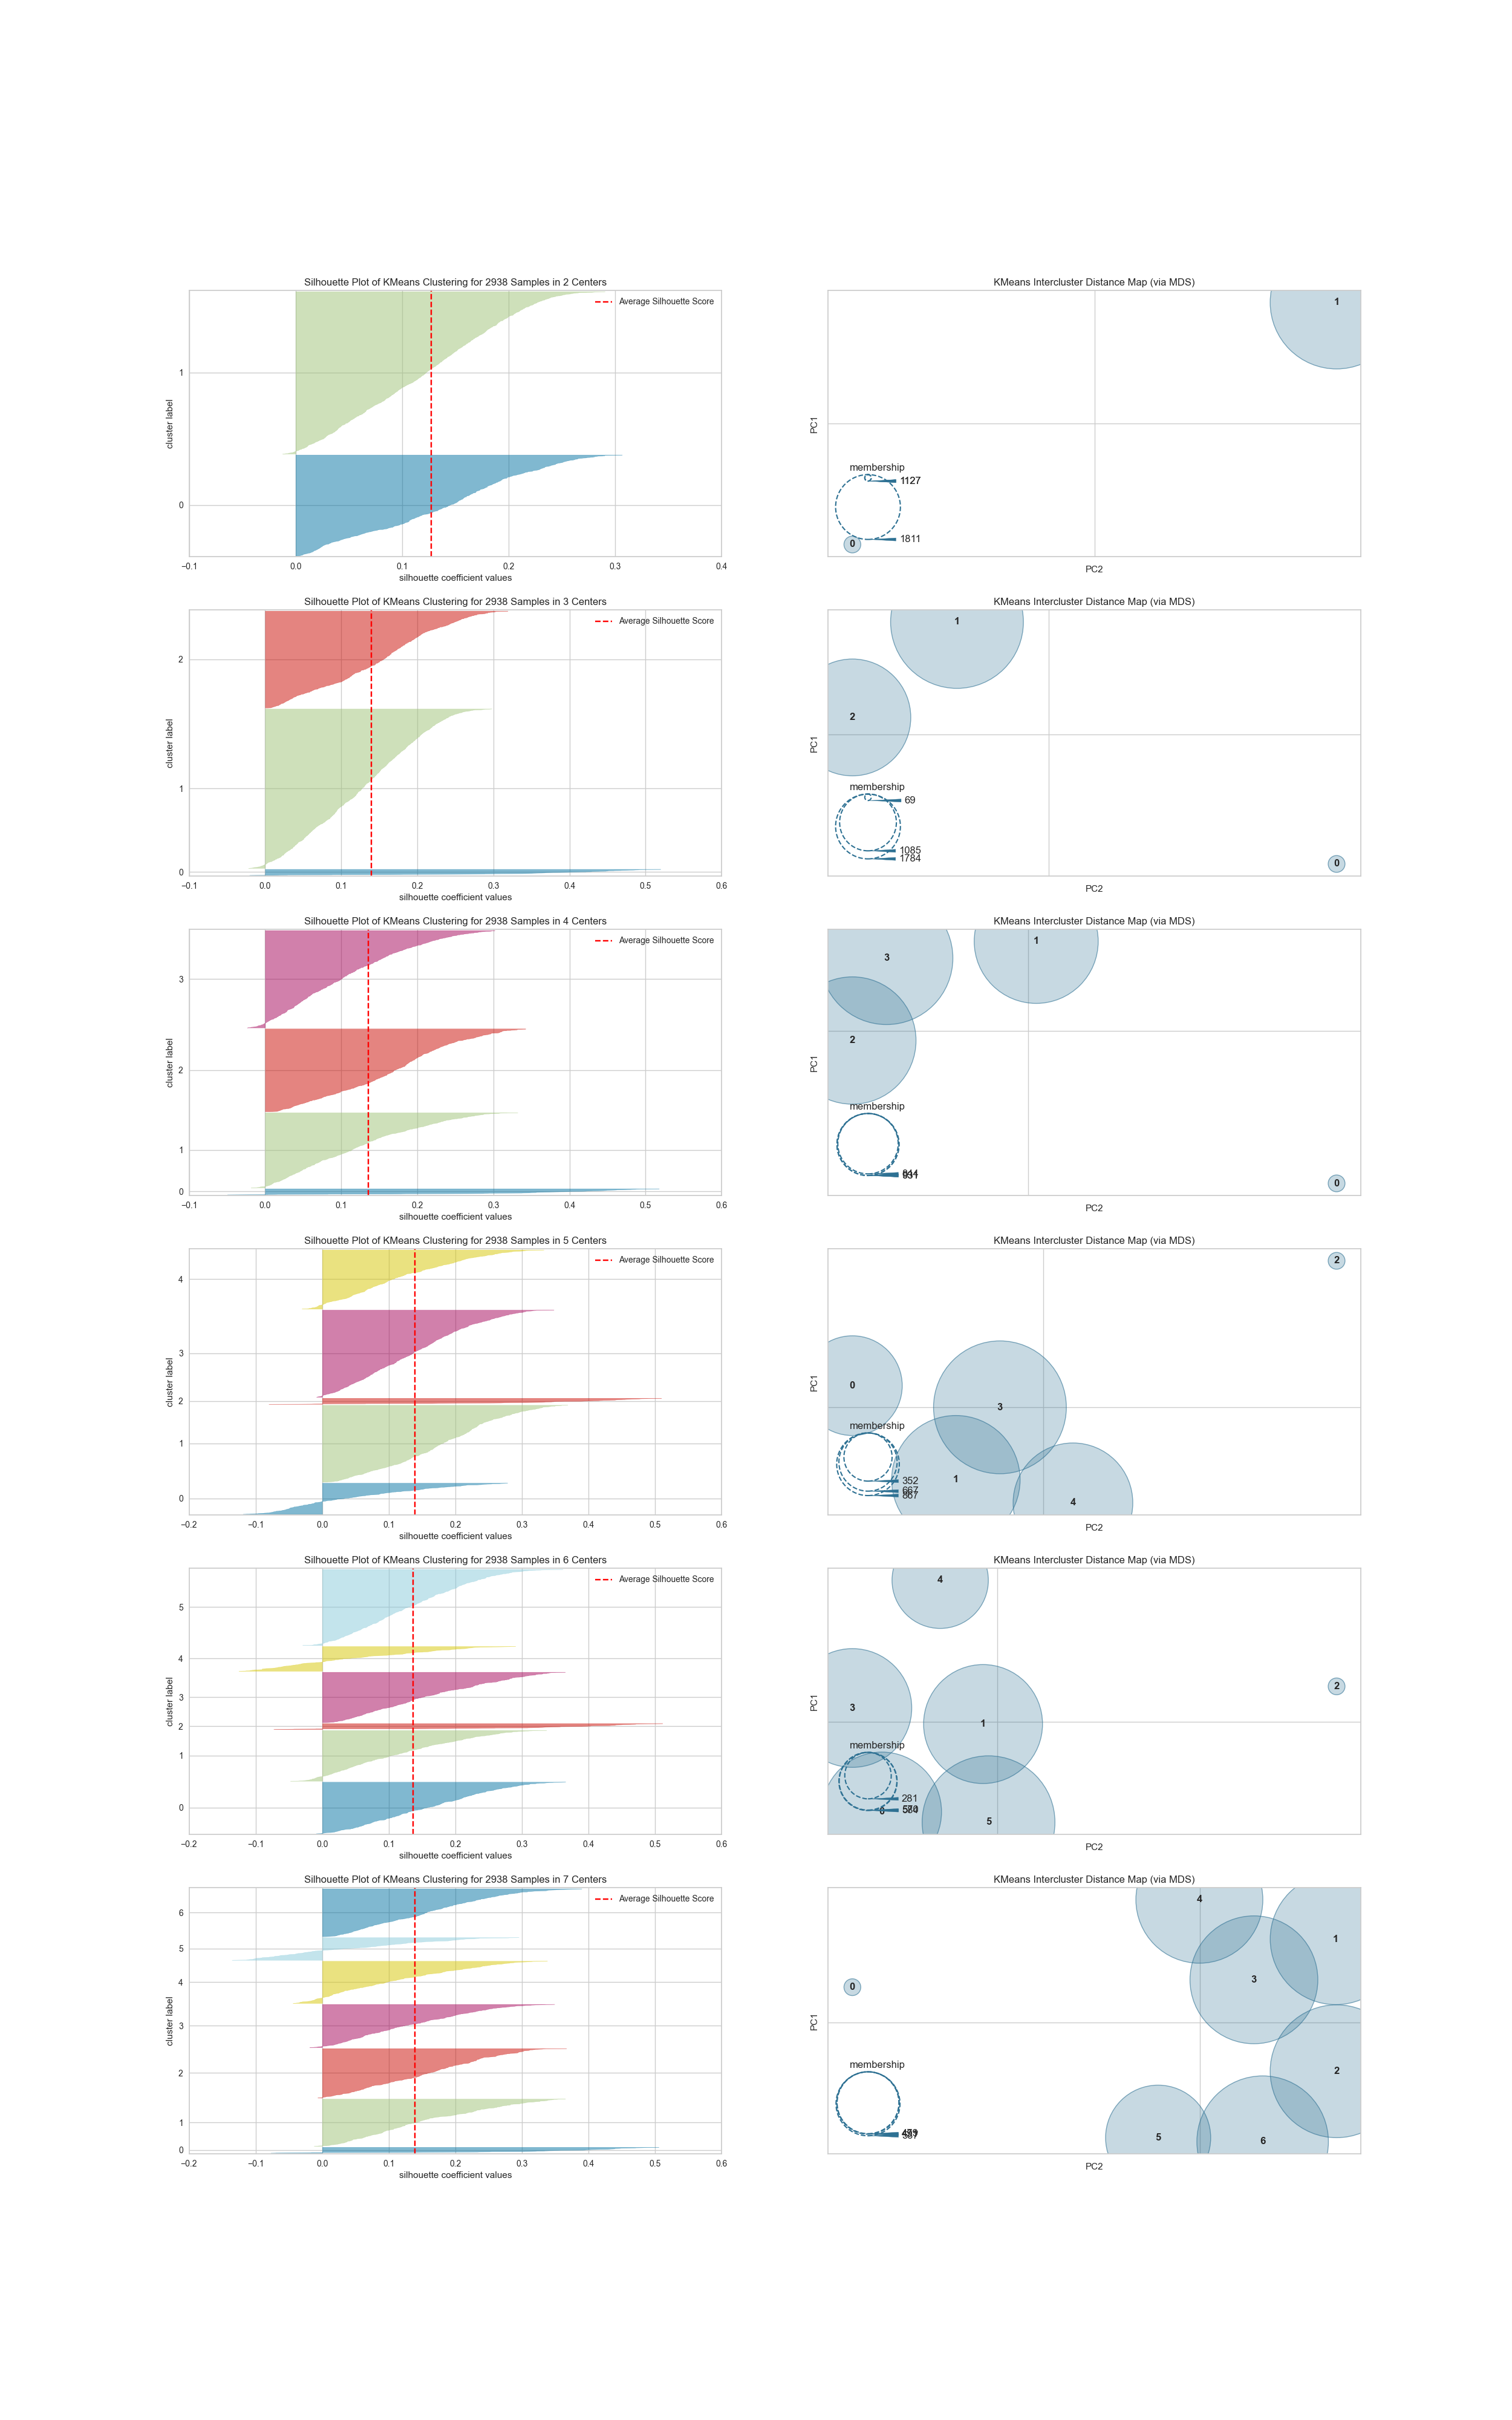 Silhouette Plot of KMeans Clustering for 2938 Samples in 2 Centers
Average Silhouette Score
1
0
cluster label
−0.1 0.0 0.1 0.2 0.3 0.4
silhouette coefficient values
KMeans Intercluster Distance Map (via MDS)
1
PC1
membership
1127
1811
0
PC2
Silhouette Plot of KMeans Clustering for 2938 Samples in 3 Centers
Average Silhouette Score
2
1
0
cluster label
−0.1 0.0 0.1 0.2 0.3 0.4 0.5 0.6
silhouette coefficient values
KMeans Intercluster Distance Map (via MDS)
1
2
PC1
membership
69
1085
1784
0
PC2
Silhouette Plot of KMeans Clustering for 2938 Samples in 4 Centers
Average Silhouette Score
3
2
1
0
cluster label
−0.1 0.0 0.1 0.2 0.3 0.4 0.5 0.6
silhouette coefficient values
KMeans Intercluster Distance Map (via MDS)
1
3
2
PC1
membership
0
PC2
Silhouette Plot of KMeans Clustering for 2938 Samples in 5 Centers
Average Silhouette Score
4
3
2
1
0
cluster label
−0.2 −0.1 0.0 0.1 0.2 0.3 0.4 0.5 0.6
silhouette coefficient values
KMeans Intercluster Distance Map (via MDS)
2
0
PC1
3
membership
1
352
4
PC2
Silhouette Plot of KMeans Clustering for 2938 Samples in 6 Centers
Average Silhouette Score
5
4
3
2
1
0
cluster label
−0.2 −0.1 0.0 0.1 0.2 0.3 0.4 0.5 0.6
silhouette coefficient values
KMeans Intercluster Distance Map (via MDS)
4
2
3
PC1
1
membership
281
5
PC2
Silhouette Plot of KMeans Clustering for 2938 Samples in 7 Centers
Average Silhouette Score
6
5
4
3
2
1
0
cluster label
−0.2 −0.1 0.0 0.1 0.2 0.3 0.4 0.5 0.6
silhouette coefficient values
KMeans Intercluster Distance Map (via MDS)
4
1
3
0
PC1
membership
2
5
6
PC2